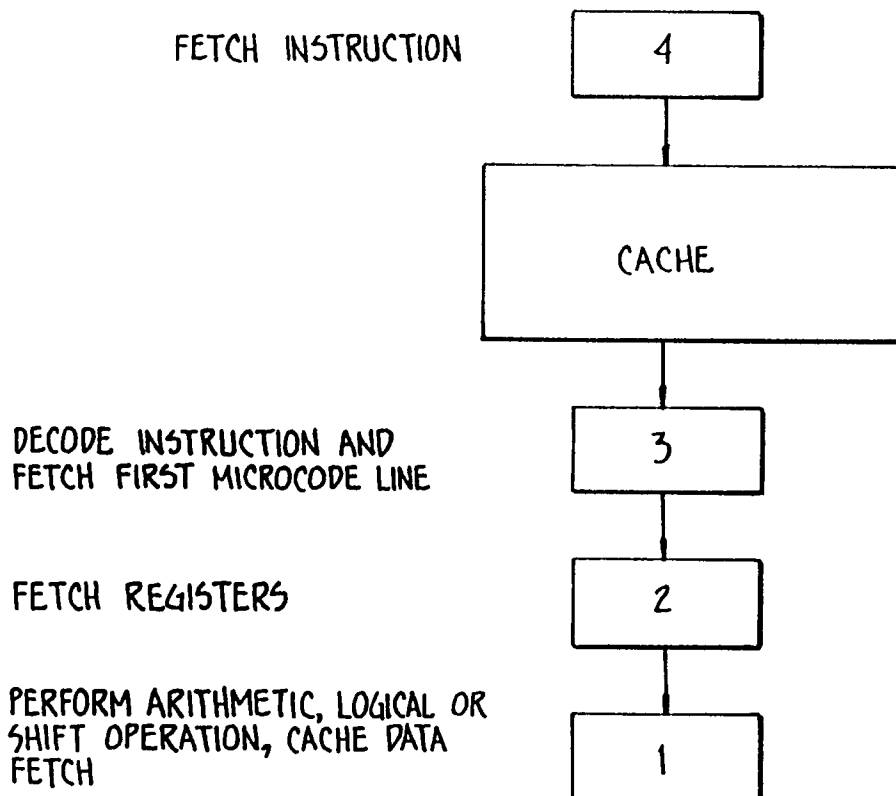 FETCH INSTRUCTION
4
CACHE
DECODE INSTRUCTION AND
FETCH FIRST MICROCODE LINE
3
FETCH REGISTERS
2
PERFORM ARITHMETIC, LOGICAL OR
SHIFT OPERATION, CACHE DATA
FETCH
1